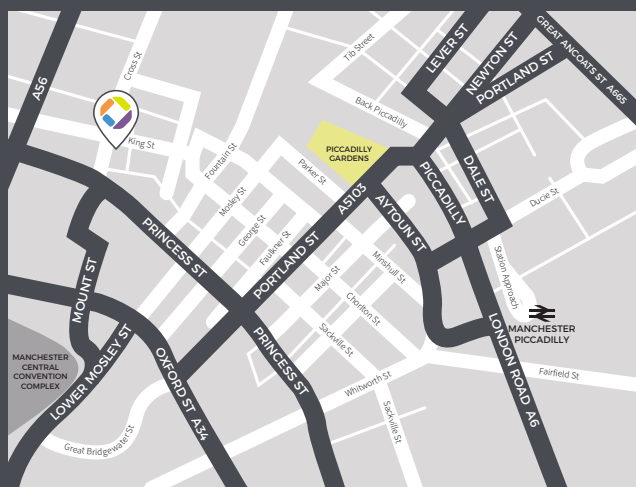 A56
Cross St
Tib Street
LEVER ST
NEWTON ST
PORTLAND ST
GREAT ANCOATS ST A665
Back Piccadilly
King St
Fountain St
PICCADILLY
GARDENS
Parker St
Mosley St
George St
Faulkner St
A5103
PORTLAND ST
AYTOUN ST
PICCADILLY
DALE ST
Ducie St
PRINCESS ST
Minshull St
Major St
Chorlton St
Sackville St
Station Approach
MANCHESTER
PICCADILLY
MOUNT ST
MANCHESTER
CENTRAL
CONVENTION
COMPLEX
LOWER MOSLEY ST
OXFORD ST A34
PRINCESS ST
Whitworth St
LONDON ROAD A6
Fairfield St
Great Bridgewater St
Sackville St